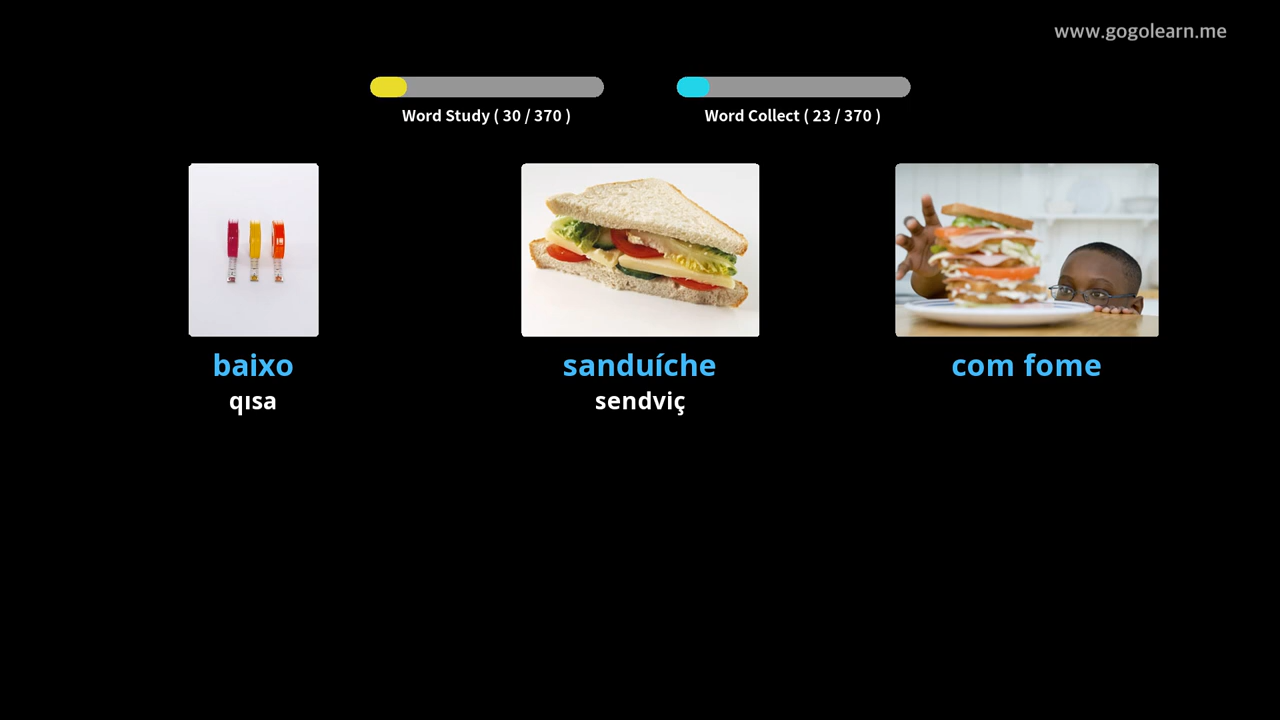 www.gogolearn.me
Word Study ( 30 / 370 )
Word Collect ( 23 / 370 )
baixo
qısa
sanduíche
sendviç
com fome